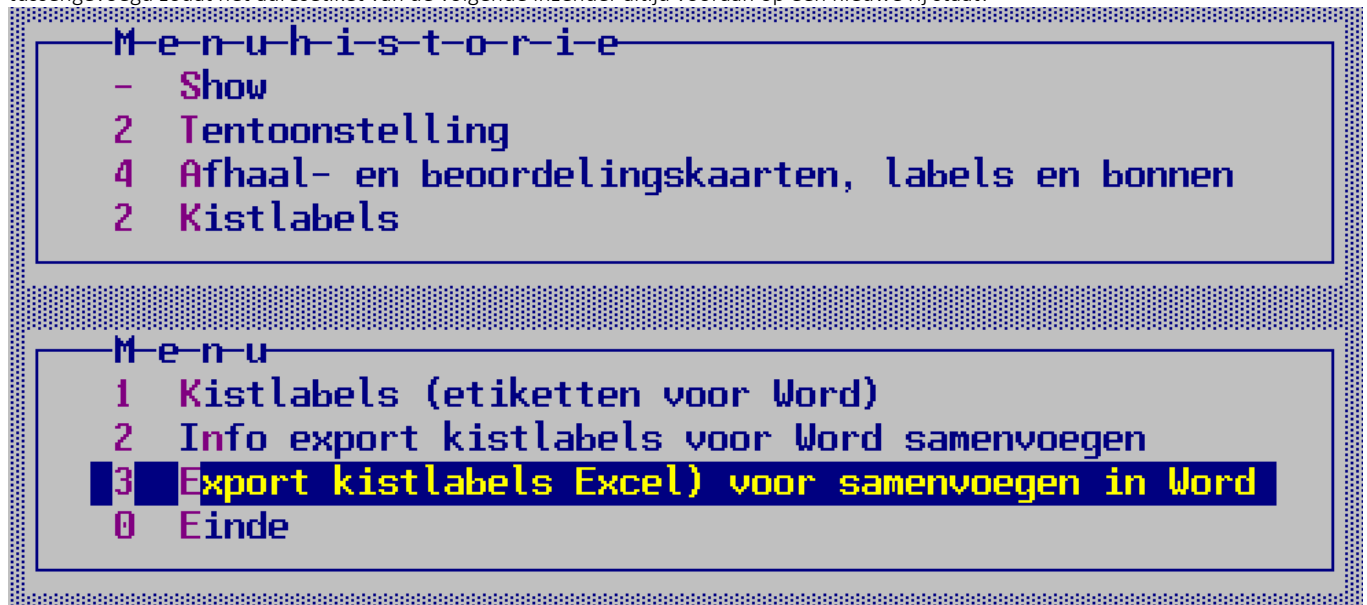 M-e-n-u-h-i-s-t-o-r-i-e
- Show
2 Tentoonstelling
4 Afhaal- en beoordelingskaarten, labels en bonnen
2 Kistlabels
M-e-n-u
1 Kistlabels (etiketten voor Word)
2 Info export kistlabels voor Word samenvoegen
3 Export kistlabels Excel) voor samenvoegen in Word
0 Einde